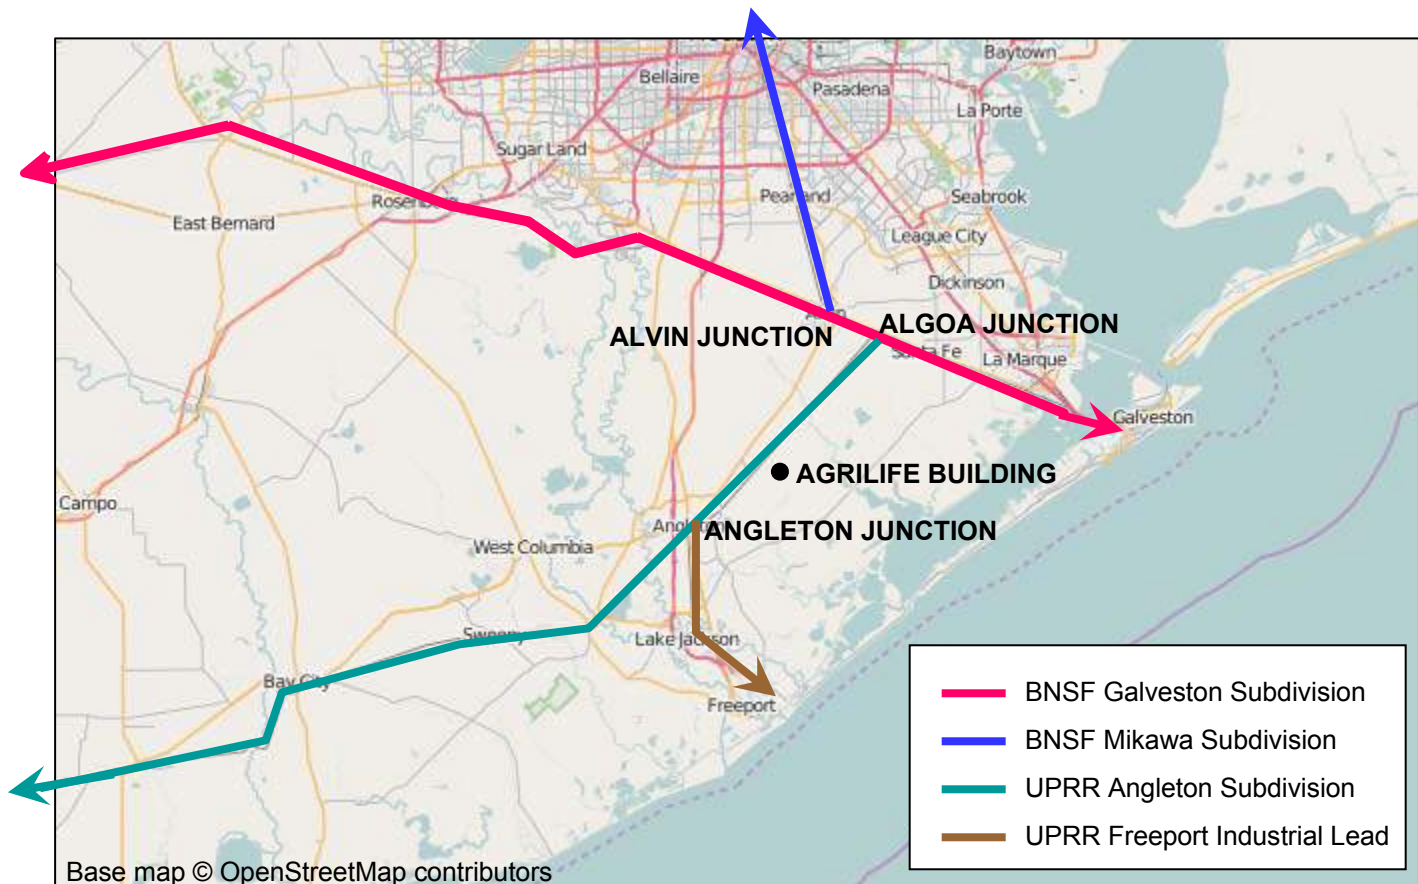 Baytown
Bellaire
Pasadena
La Porte
Sugar Land
Pearland
Seabrook
East Bernard
League City
Dickinson
ALVIN JUNCTION
ALGOA JUNCTION
Santa Fe
La Marque
Galveston
AGRILIFE BUILDING
Campo
ANGLETON JUNCTION
West Columbia
Sweeny
Lake Jackson
Bay City
Freeport
BNSF Galveston Subdivision
BNSF Mikawa Subdivision
UPRR Angleton Subdivision
UPRR Freeport Industrial Lead
Base map © OpenStreetMap contributors